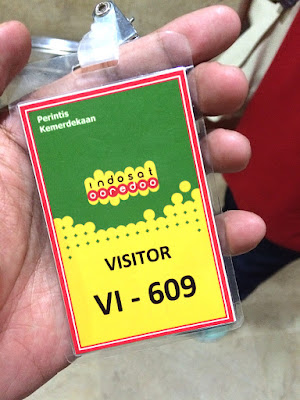 Perintis
Kemerdekaan
indosat
ooredoo
VISITOR
VI - 609